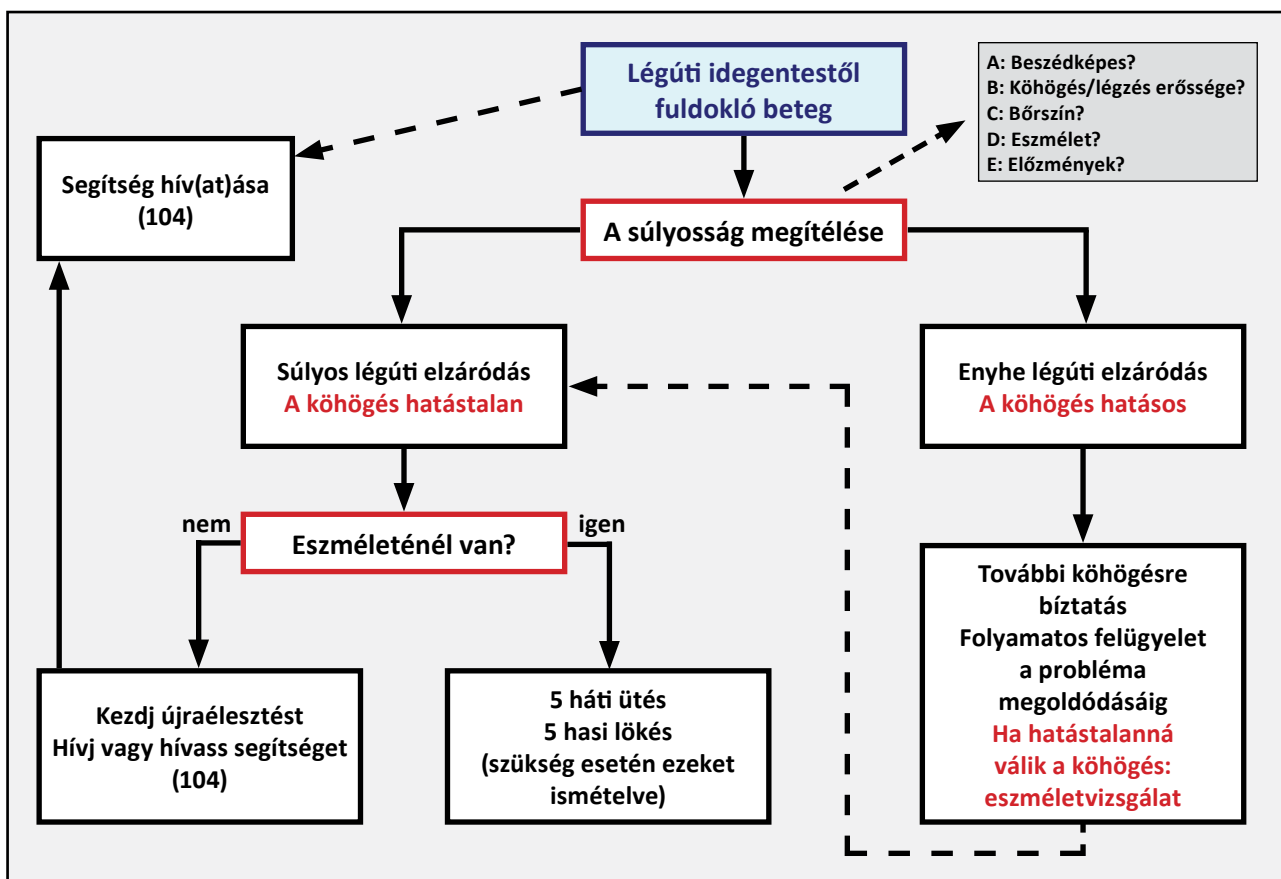 Légúti idegentestől
fuldokló beteg
A: Beszédképes?
B: Köhögés/légzés erőssége?
C: Bőrszín?
D: Eszmélet?
E: Előzmények?
Segítség hív(at)ása
(104)
A súlyosság megítélése
Súlyos légúti elzáródás
A köhögés hatástalan
Enyhe légúti elzáródás
A köhögés hatásos
nem
Eszméleténél van?
igen
Kezdj újraélesztést
Hívj vagy hívass segítséget
(104)
5 háti ütés
5 hasi lökés
(szükség esetén ezeket
ismételve)
További köhögésre
bíztatás
Folyamatos felügyelet
a probléma
megoldódásáig
Ha hatástalanná
válik a köhögés:
eszméletvizsgálat